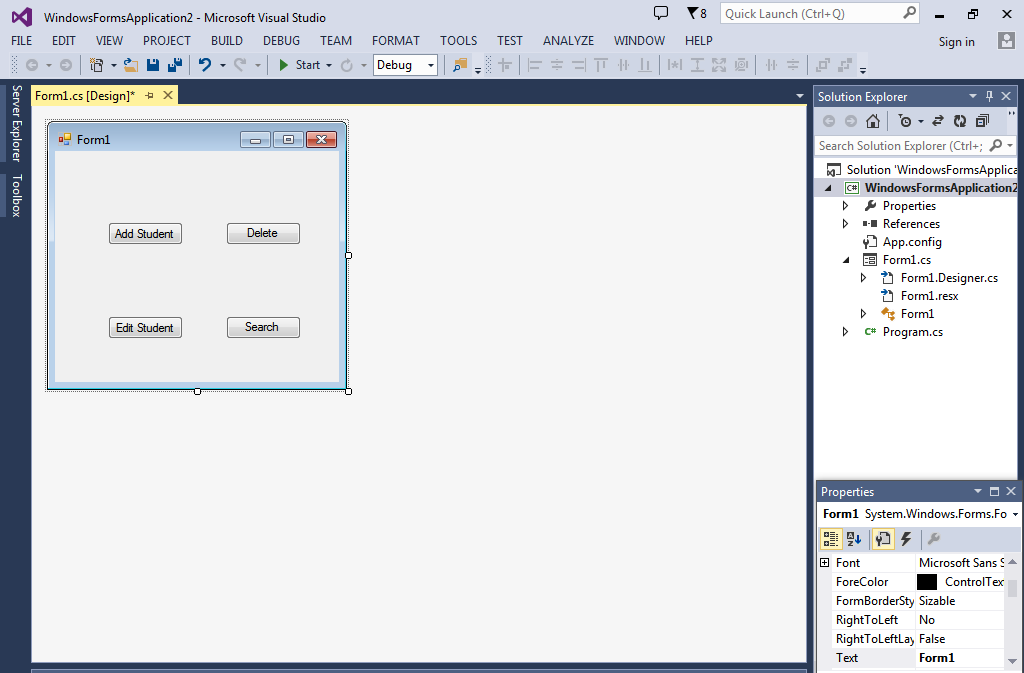 WindowsFormsApplication2 - Microsoft Visual Studio
8
Quick Launch (Ctrl+Q)
FILE EDIT VIEW PROJECT BUILD DEBUG TEAM FORMAT TOOLS TEST ANALYZE WINDOW HELP
Sign in
Start
Debug
Server Explorer
Toolbox
Form1.cs [Design]*
Form1
Add Student
Delete
Edit Student
Search
Solution Explorer
Search Solution Explorer (Ctrl+;
Solution 'WindowsFormsApplica
C# WindowsFormsApplication2
Properties
References
App.config
Form1.cs
Form1.Designer.cs
Form1.resx
Form1
C# Program.cs
Properties
Form1 System.Windows.Forms.Fo
Font Microsoft Sans S
ForeColor ControlTex
FormBorderSty Sizable
RightToLeft No
RightToLeftLay False
Text Form1